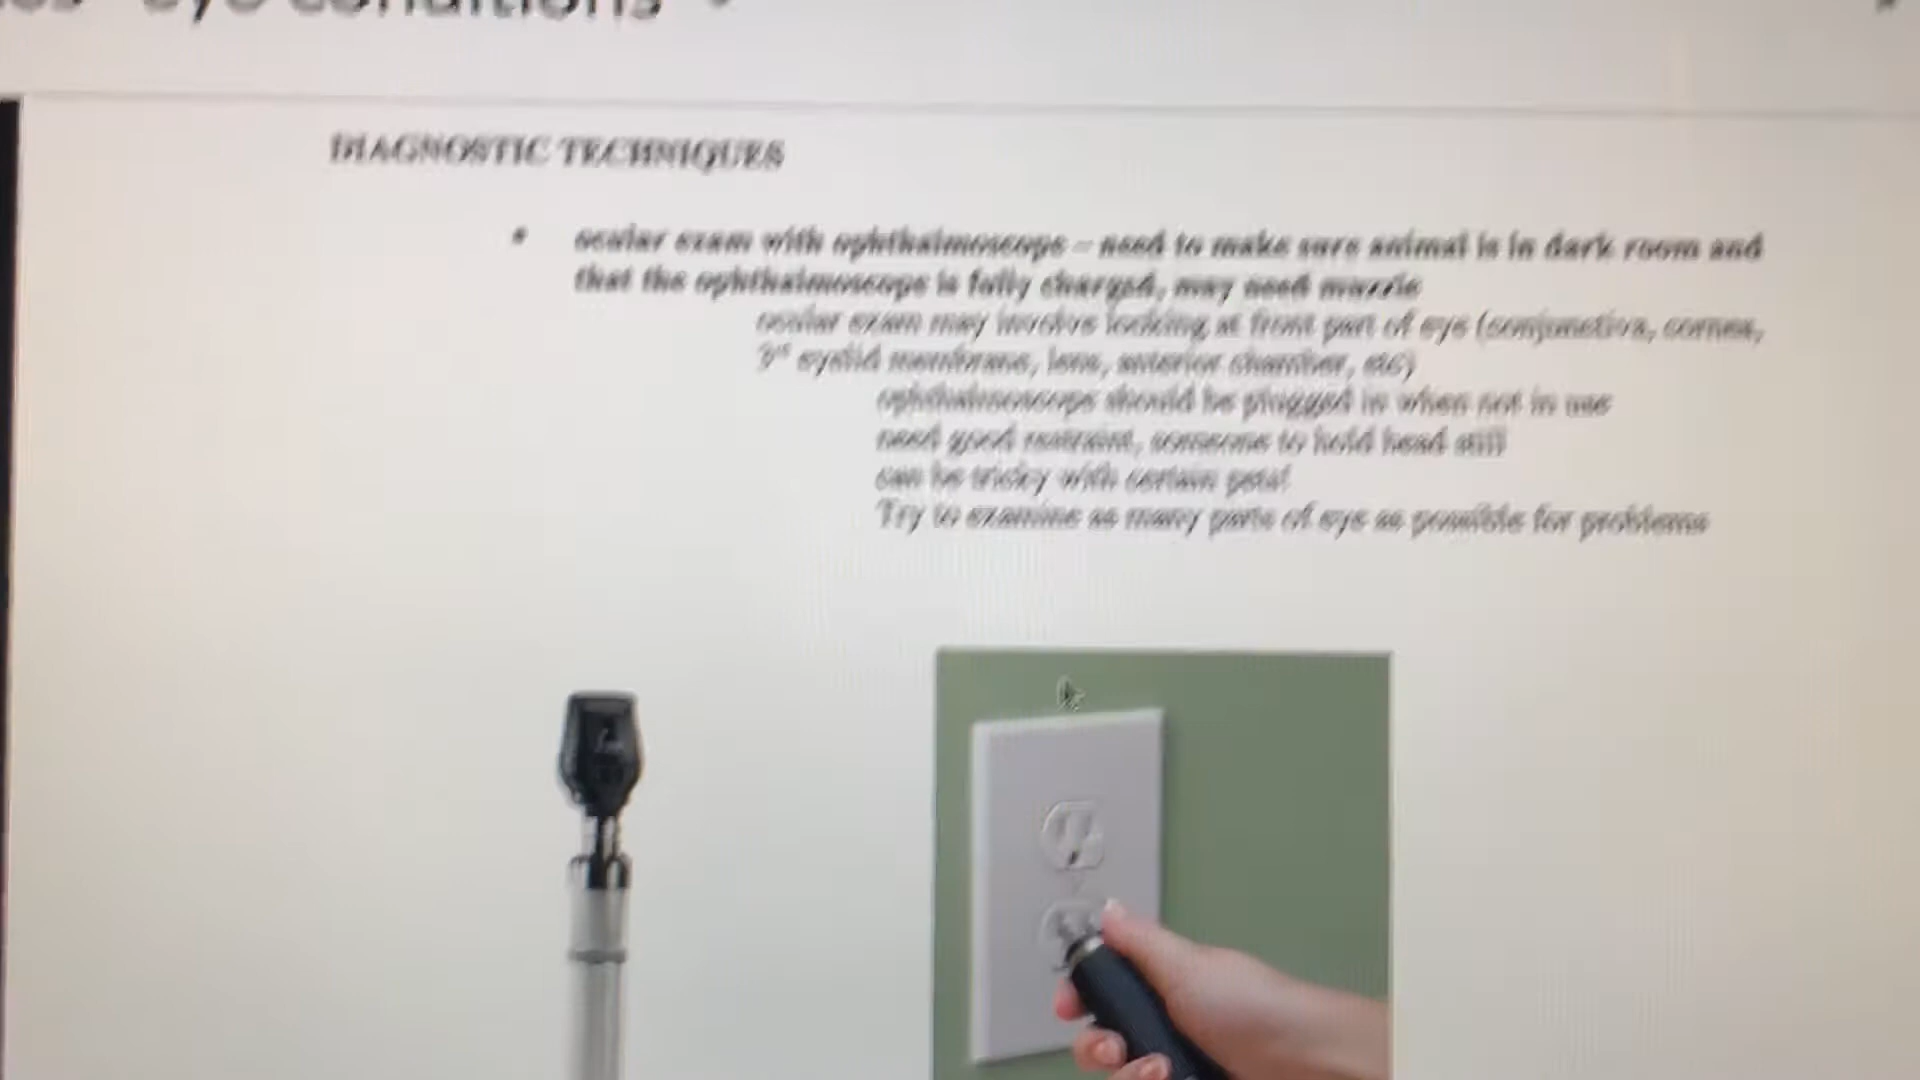 eye conditions
DIAGNOSTIC TECHNIQUES
• ocular exam with ophthalmoscope – need to make sure animal is in dark room and
that the ophthalmoscope is fully charged, may need muzzle
ocular exam may involve looking at front part of eye (conjunctiva, cornea,
3rd eyelid membrane, lens, anterior chamber, etc)
ophthalmoscope should be plugged in when not in use
need good restraint, someone to hold head still
can be tricky with certain pets!
Try to examine as many parts of eye as possible for problems